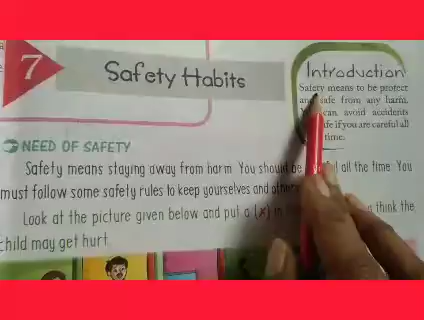 7
Safety Habits
Introduction
Safety means to be protect
and safe from any harm.
can avoid accidents
if you are careful all
time.
NEED OF SAFETY
Safety means staying away from harm. You should be all the time. You
must follow some safety rules to keep yourselves and
Look at the picture given below and put a (x) in think the
child may get hurt.